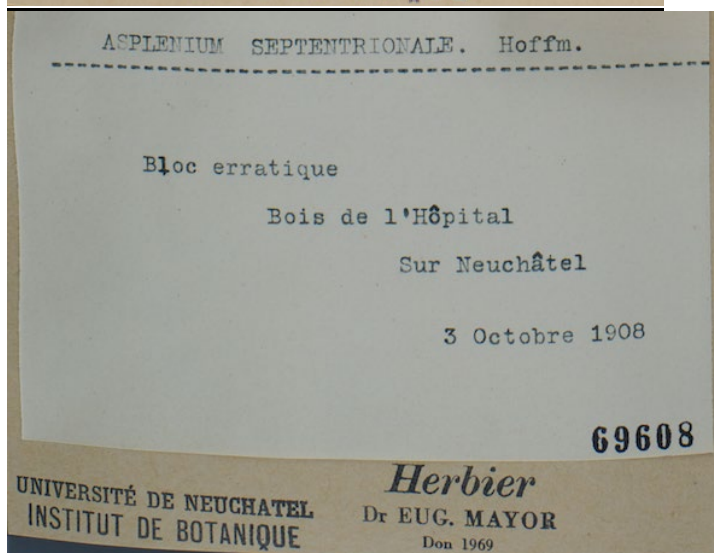 ASPLENIUM SEPTENTRIONALE. Hoffm.
Bloc erratique
Bois de l'Hôpital
Sur Neuchâtel
3 Octobre 1908
69608
UNIVERSITÉ DE NEUCHATEL
INSTITUT DE BOTANIQUE
Herbier
Dr EUG. MAYOR
Don 1969